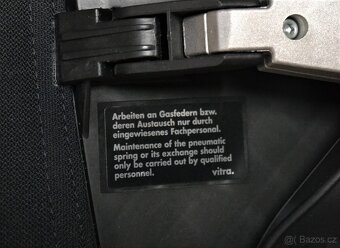 Arbeiten an Gasfedern bzw.
deren Austausch nur durch
eingewiesenes Fachpersonal.
Maintenance of the pneumatic
spring or its exchange should
only be carried out by qualified
personnel. vitra.
© Bazos.cz